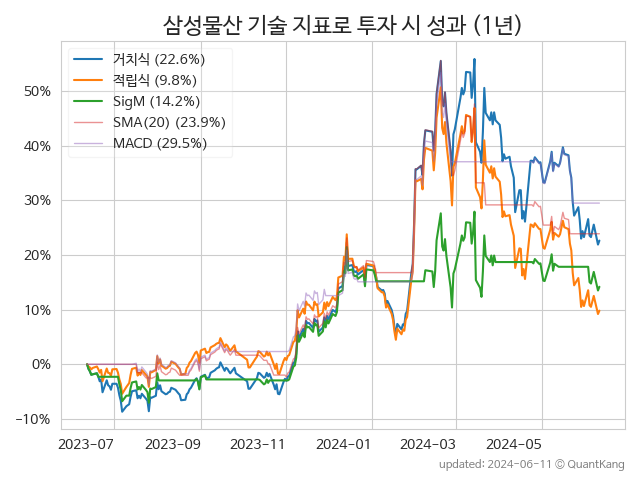 삼성물산 기술 지표로 투자 시 성과 (1년)
거치식 (22.6%)
적립식 (9.8%)
SigM (14.2%)
SMA(20) (23.9%)
MACD (29.5%)
50%
40%
30%
20%
10%
0%
−10%
2023-07 2023-09 2023-11 2024-01 2024-03 2024-05
updated: 2024-06-11 ⓒ QuantKang